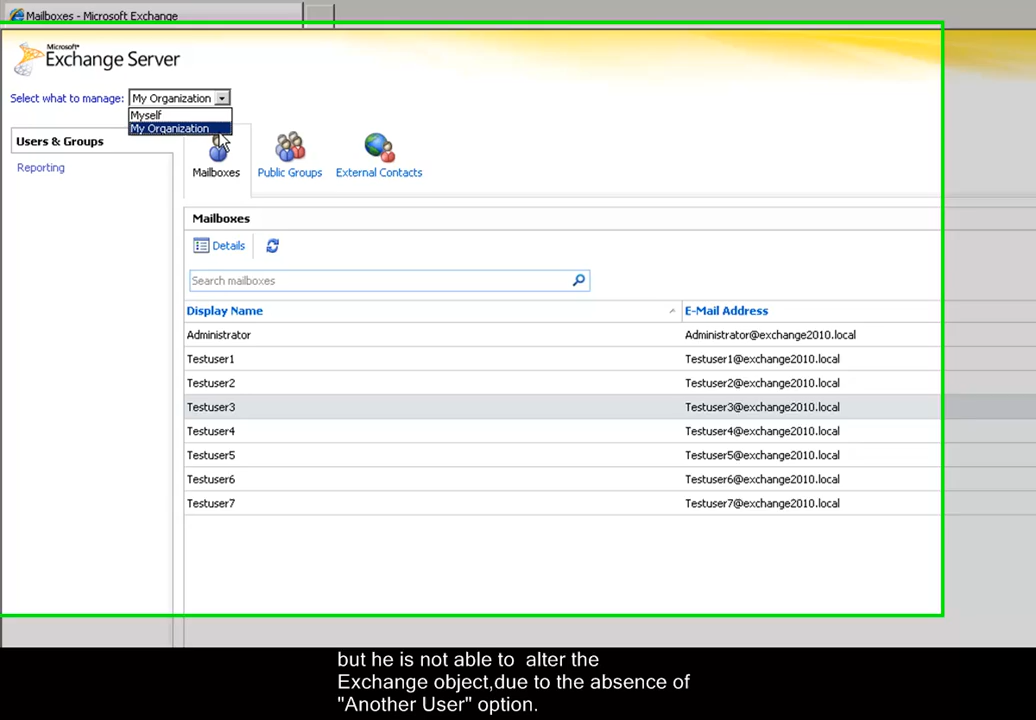 Mailboxes - Microsoft Exchange
Microsoft®
Exchange Server
Select what to manage: My Organization
Myself
My Organization
Users & Groups
Reporting
Mailboxes Public Groups External Contacts
Mailboxes
Details
Search mailboxes
Display Name E-Mail Address
Administrator Administrator@exchange2010.local
Testuser1 Testuser1@exchange2010.local
Testuser2 Testuser2@exchange2010.local
Testuser3 Testuser3@exchange2010.local
Testuser4 Testuser4@exchange2010.local
Testuser5 Testuser5@exchange2010.local
Testuser6 Testuser6@exchange2010.local
Testuser7 Testuser7@exchange2010.local
but he is not able to  alter the
Exchange object,due to the absence of
"Another User" option.